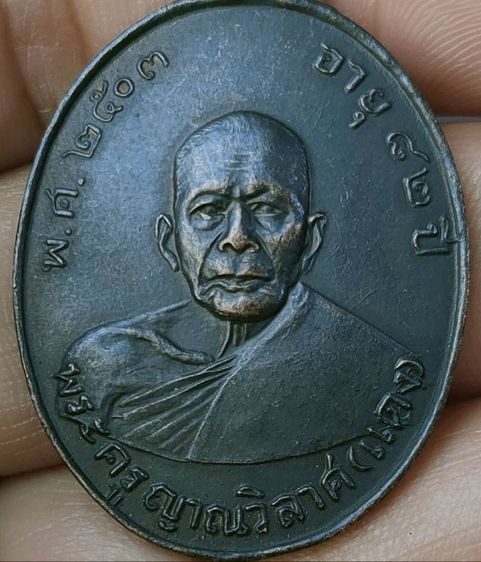 พ.ศ. ๒๕๐๓
อายุ ๘๒ ปี
พระครูญาณวิลาศ(แดง)